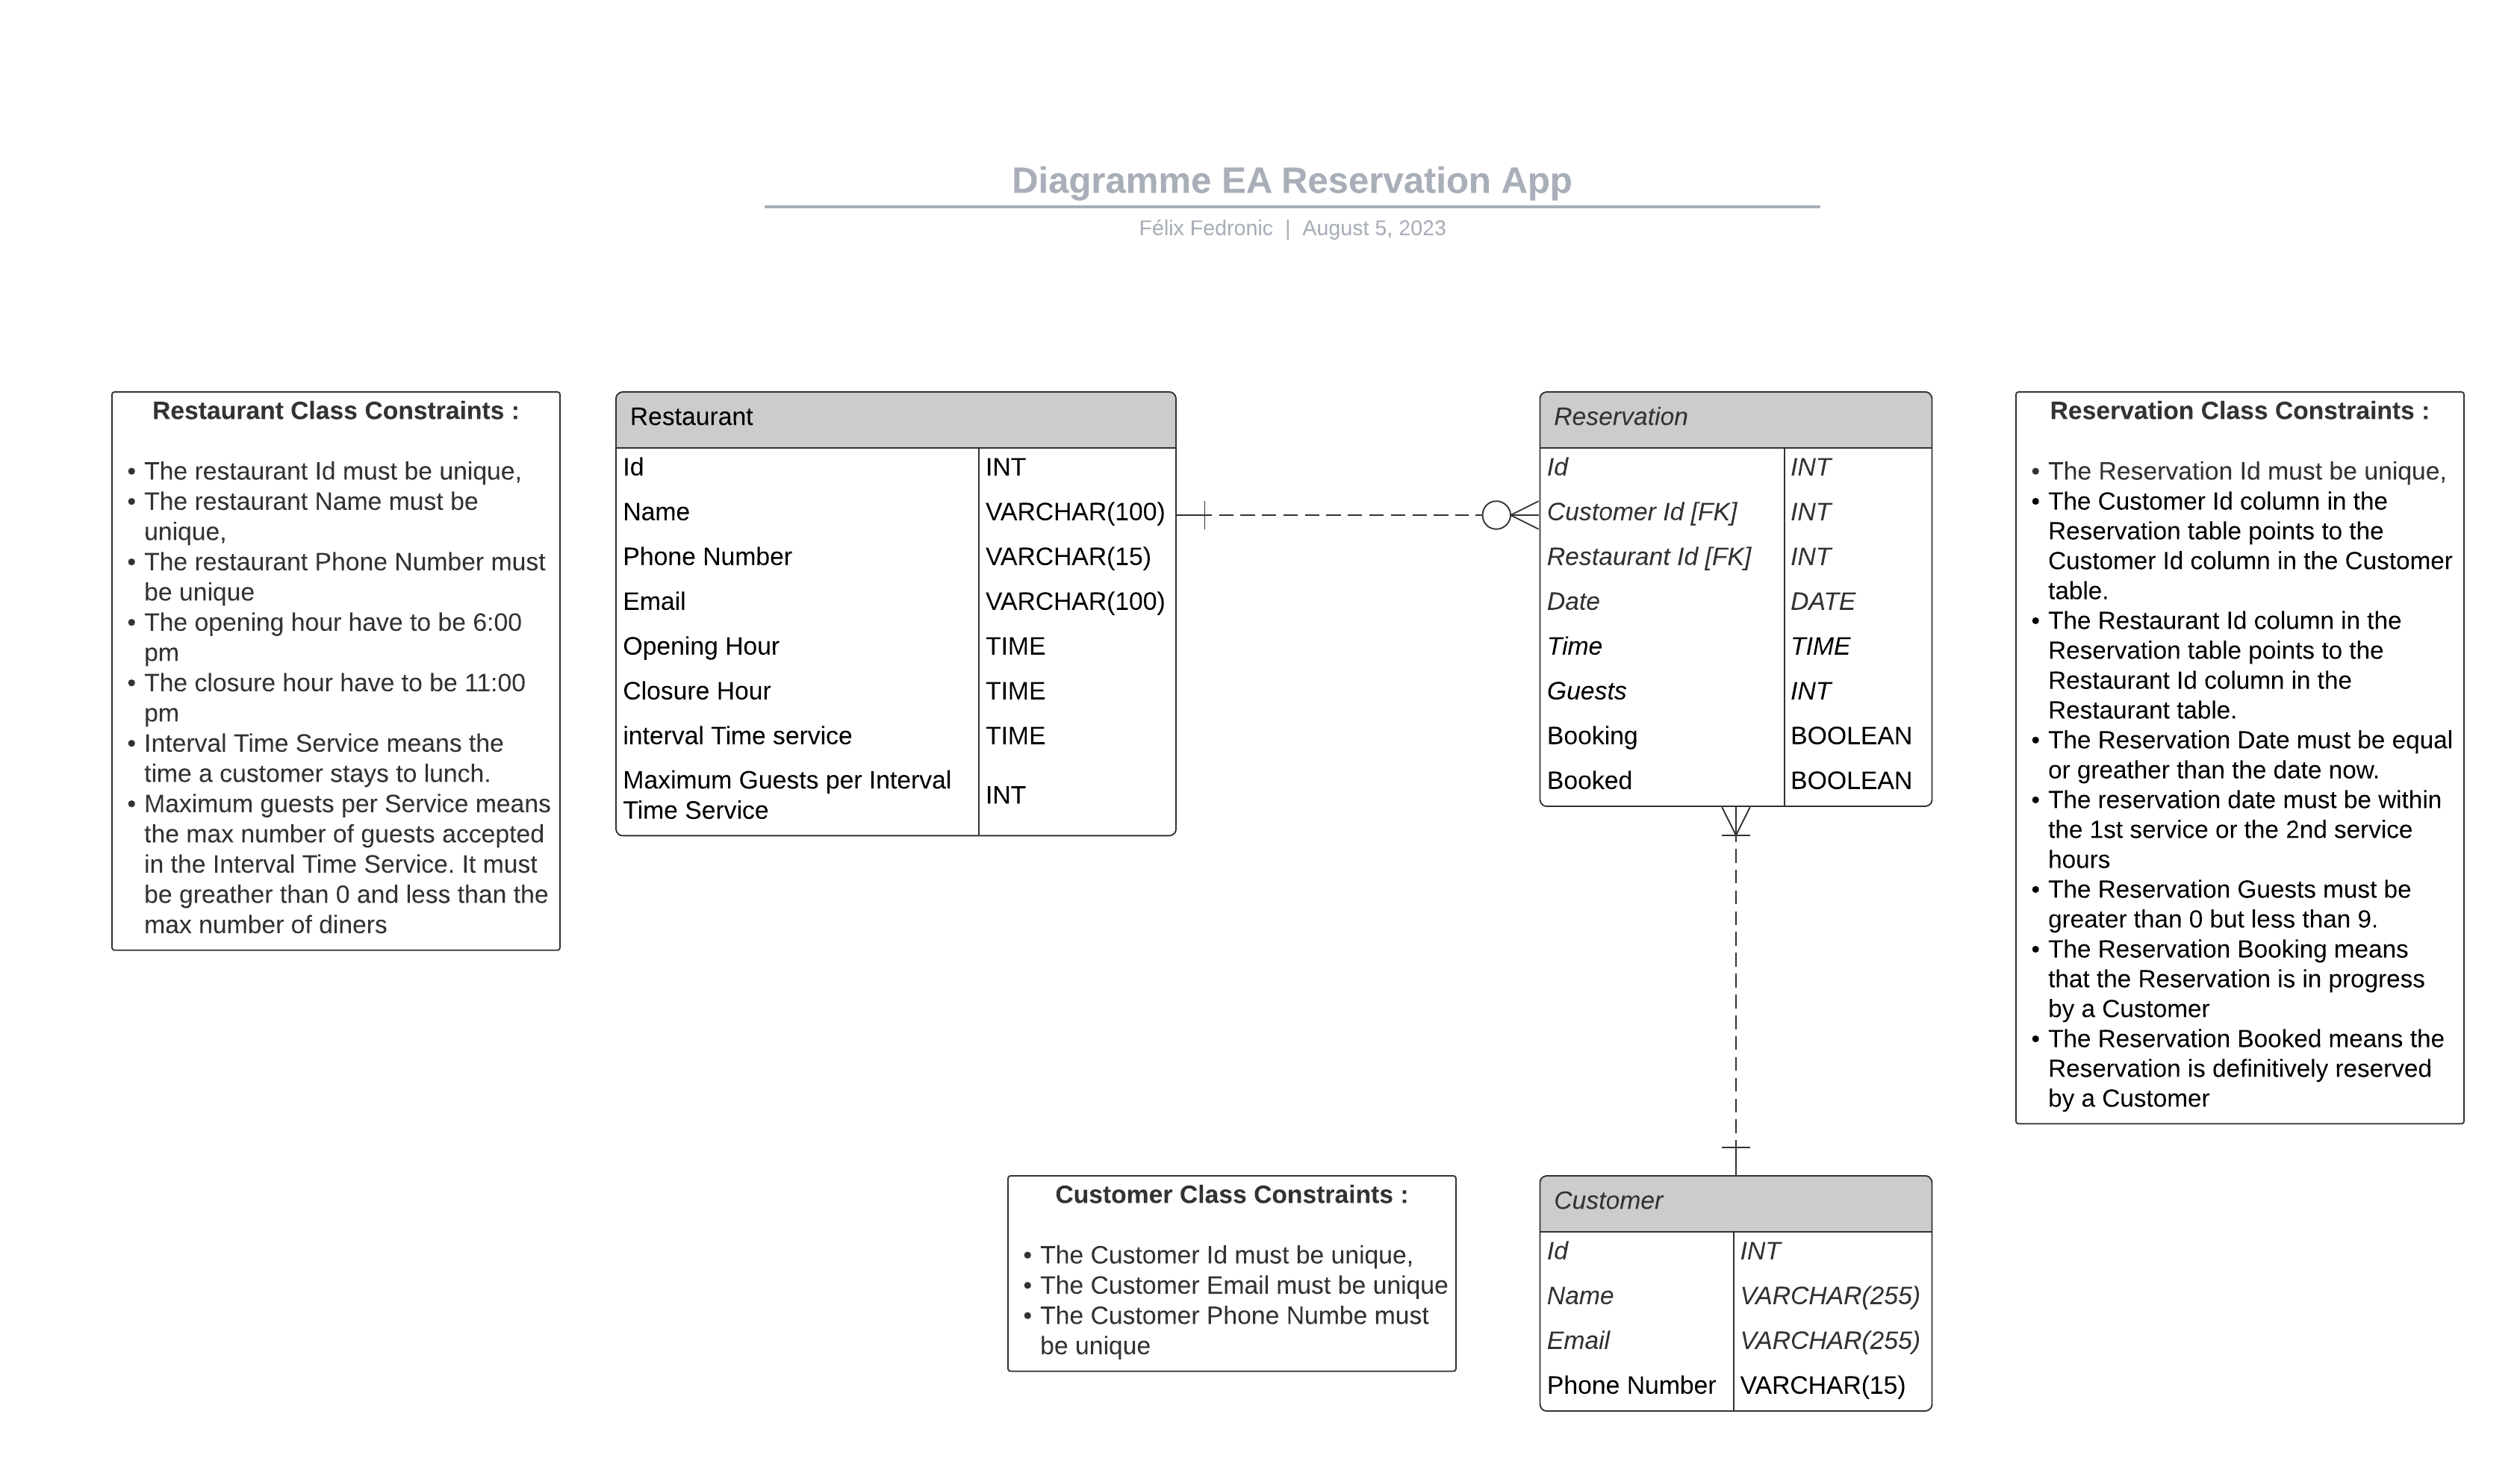 Diagramme EA Reservation App
Félix Fedronic | August 5, 2023
Restaurant Class Constraints :
• The restaurant Id must be unique,
• The restaurant Name must be
unique,
• The restaurant Phone Number must
be unique
• The opening hour have to be 6:00
pm
• The closure hour have to be 11:00
pm
• Interval Time Service means the
time a customer stays to lunch.
• Maximum guests per Service means
the max number of guests accepted
in the Interval Time Service. It must
be greather than 0 and less than the
max number of diners
Restaurant
Id INT
Name VARCHAR(100)
Phone Number VARCHAR(15)
Email VARCHAR(100)
Opening Hour TIME
Closure Hour TIME
interval Time service TIME
Maximum Guests per Interval
Time Service INT
Reservation
Id INT
Customer Id [FK] INT
Restaurant Id [FK] INT
Date DATE
Time TIME
Guests INT
Booking BOOLEAN
Booked BOOLEAN
Reservation Class Constraints :
• The Reservation Id must be unique,
• The Customer Id column in the
Reservation table points to the
Customer Id column in the Customer
table.
• The Restaurant Id column in the
Reservation table points to the
Restaurant Id column in the
Restaurant table.
• The Reservation Date must be equal
or greather than the date now.
• The reservation date must be within
the 1st service or the 2nd service
hours
• The Reservation Guests must be
greater than 0 but less than 9.
• The Reservation Booking means
that the Reservation is in progress
by a Customer
• The Reservation Booked means the
Reservation is definitively reserved
by a Customer
Customer Class Constraints :
• The Customer Id must be unique,
• The Customer Email must be unique
• The Customer Phone Numbe must
be unique
Customer
Id INT
Name VARCHAR(255)
Email VARCHAR(255)
Phone Number VARCHAR(15)